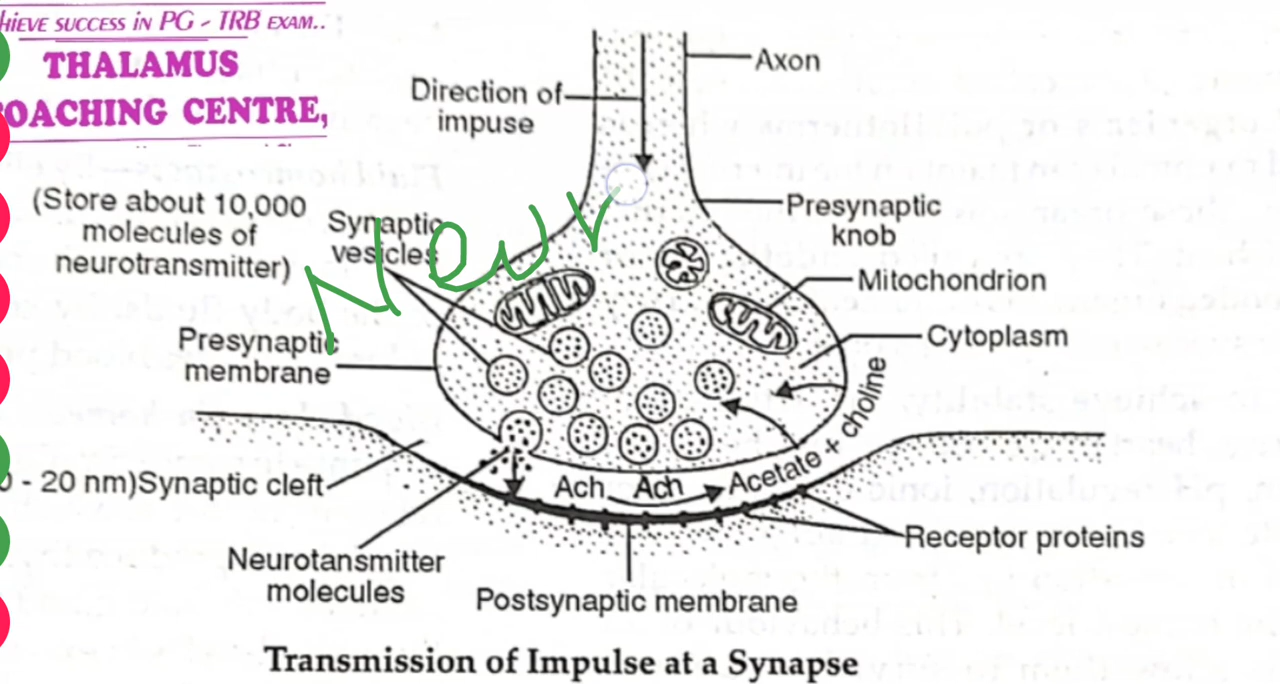 HIEVE SUCCESS IN PG - TRB EXAM..
THALAMUS
OACHING CENTRE,
Axon
Direction of
impuse
(Store about 10,000
molecules of
neurotransmitter)
Synaptic
vesicles
Neur
Presynaptic
knob
Mitochondrion
Cytoplasm
Presynaptic
membrane
0 - 20 nm)Synaptic cleft
Ach Ach
Acetate + choline
Receptor proteins
Neurotansmitter
molecules
Postsynaptic membrane
Transmission of Impulse at a Synapse